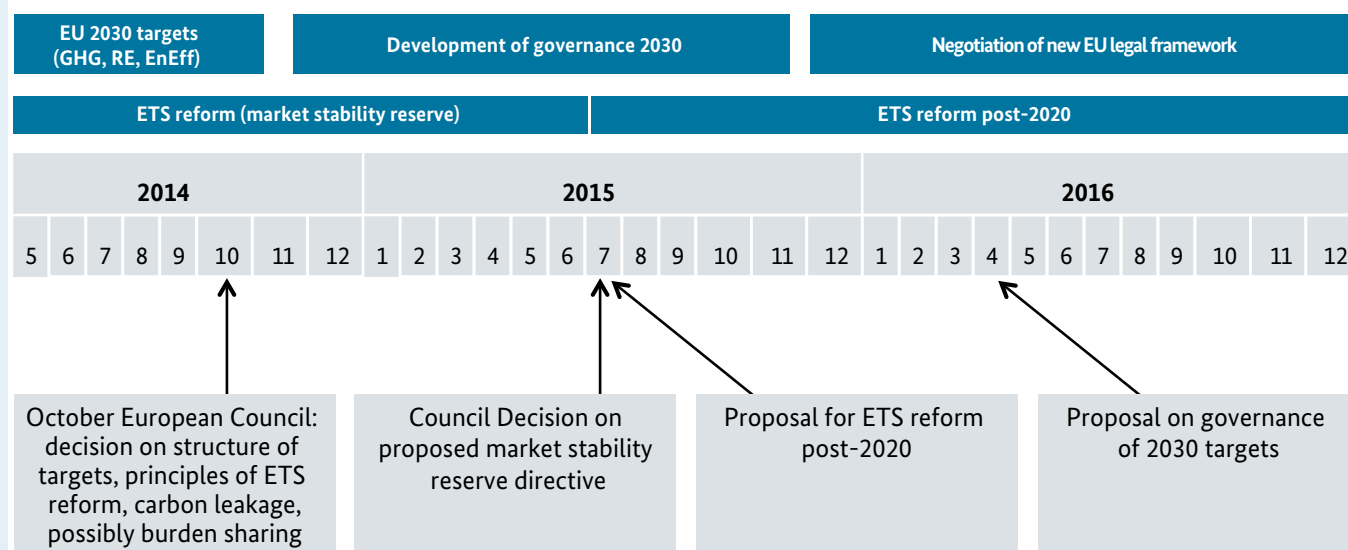 EU 2030 targets
(GHG, RE, EnEff)
Development of governance 2030
Negotiation of new EU legal framework
ETS reform (market stability reserve)
ETS reform post-2020
2014
2015
2016
5 6 7 8 9 10 11 12 1 2 3 4 5 6 7 8 9 10 11 12 1 2 3 4 5 6 7 8 9 10 11 12
October European Council:
decision on structure of
targets, principles of ETS
reform, carbon leakage,
possibly burden sharing
Council Decision on
proposed market stability
reserve directive
Proposal for ETS reform
post-2020
Proposal on governance
of 2030 targets